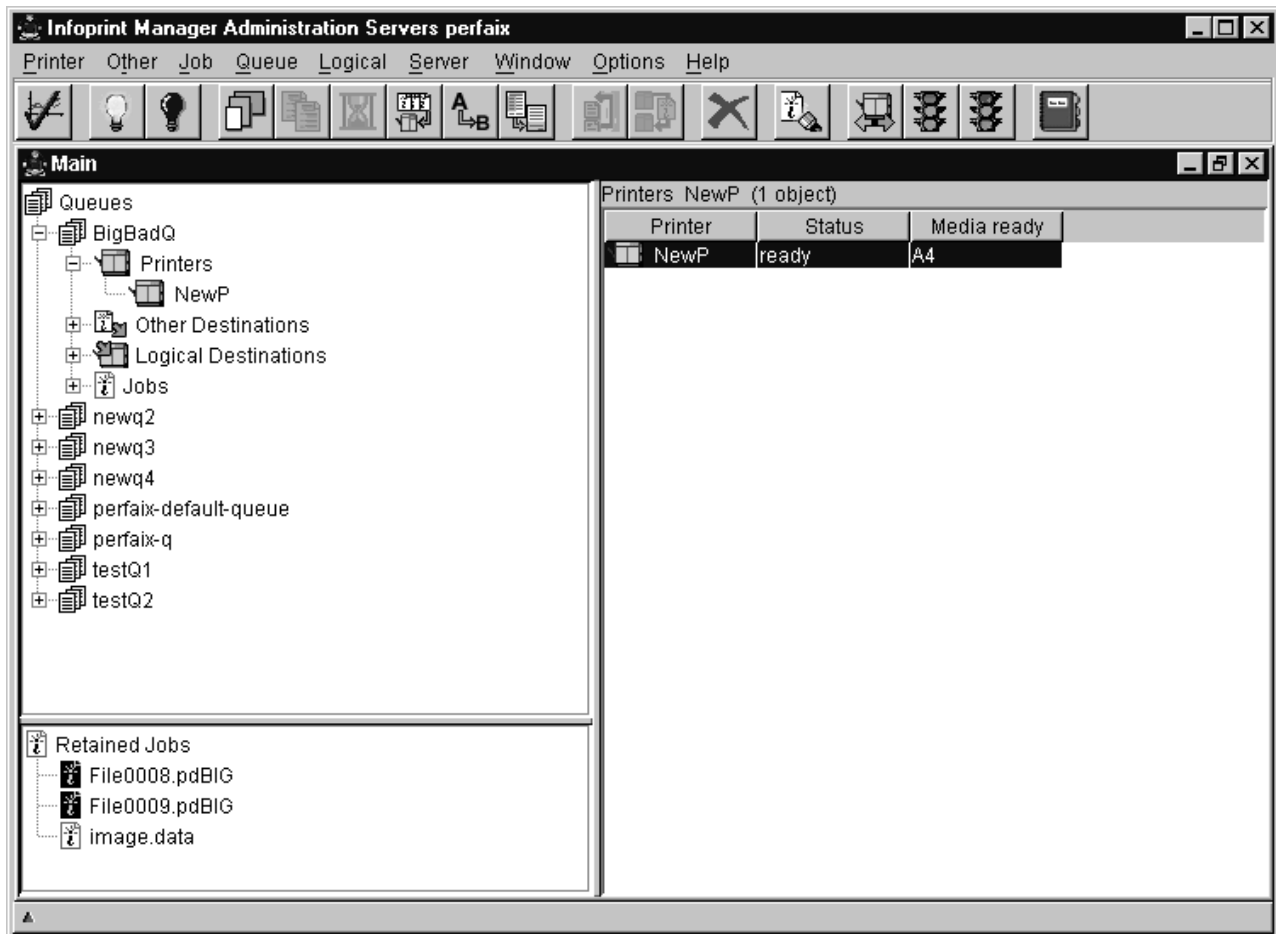 Infoprint Manager Administration Servers perfaix
Printer Other Job Queue Logical Server Window Options Help
A B
Main
Queues
BigBadQ
Printers
NewP
Other Destinations
Logical Destinations
Jobs
newq2
newq3
newq4
perfaix-default-queue
perfaix-q
testQ1
testQ2
Retained Jobs
File0008.pdBIG
File0009.pdBIG
image.data
Printers NewP (1 object)
Printer Status Media ready
NewP ready A4